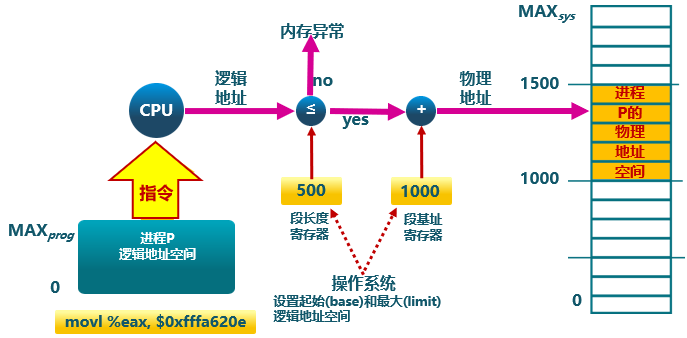 MAXsys
内存异常
no
逻辑
地址
物理
地址
1500
CPU
≤
yes
+
进程
P的
物理
地址
空间
指令
500
1000
1000
段长度
寄存器
段基址
寄存器
MAXprog
进程P
逻辑地址空间
0
操作系统
设置起始(base)和最大(limit)
逻辑地址空间
0
movl %eax, $0xfffa620e